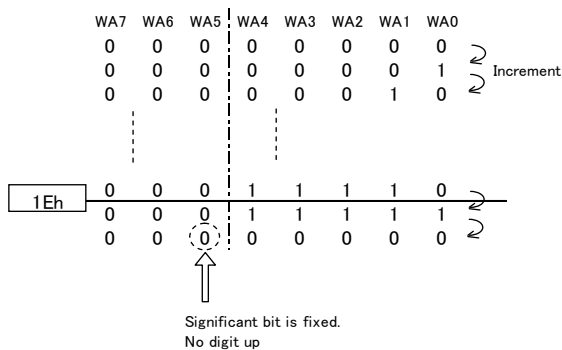 WA7 WA6 WA5 WA4 WA3 WA2 WA1 WA0
0 0 0 0 0 0 0 0
0 0 0 0 0 0 0 1 Increment
0 0 0 0 0 0 1 0
1Eh 0 0 0 1 1 1 1 0
0 0 0 1 1 1 1 1
0 0 0 0 0 0 0 0
Significant bit is fixed.
No digit up